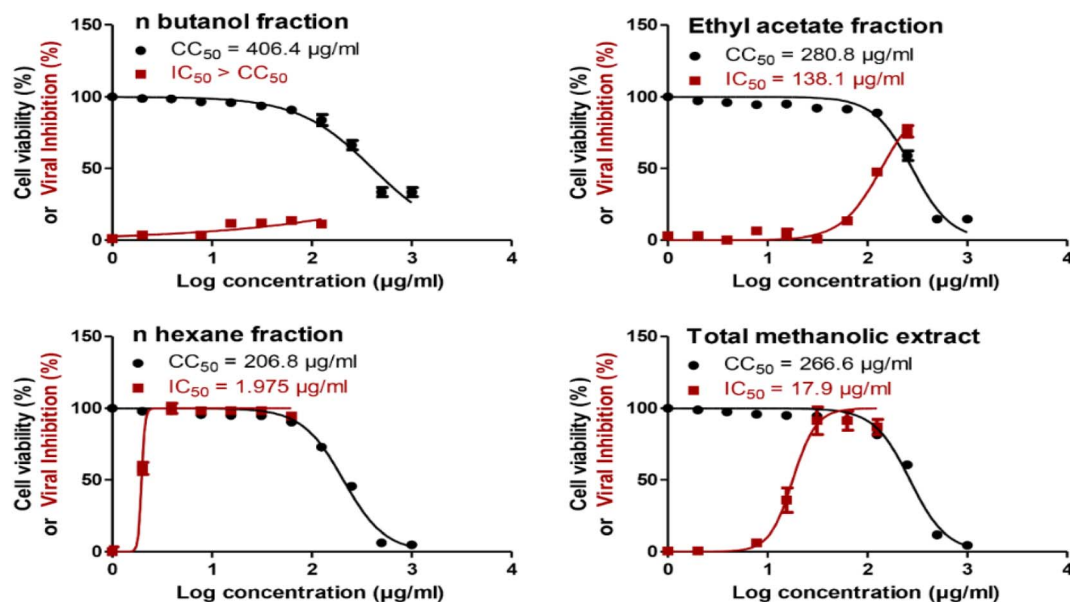 n butanol fraction
CC50 = 406.4 µg/ml
IC50 > CC50
Cell viability (%)
or Viral Inhibition (%)
150
100
50
0
0 1 2 3 4
Log concentration (µg/ml)
Ethyl acetate fraction
CC50 = 280.8 µg/ml
IC50 = 138.1 µg/ml
Cell viability (%)
or Viral Inhibition (%)
150
100
50
0
0 1 2 3 4
Log concentration (µg/ml)
n hexane fraction
CC50 = 206.8 µg/ml
IC50 = 1.975 µg/ml
Cell viability (%)
or Viral Inhibition (%)
150
100
50
0
0 1 2 3 4
Log concentration (µg/ml)
Total methanolic extract
CC50 = 266.6 µg/ml
IC50 = 17.9 µg/ml
Cell viability (%)
or Viral Inhibition (%)
150
100
50
0
0 1 2 3 4
Log concentration (µg/ml)